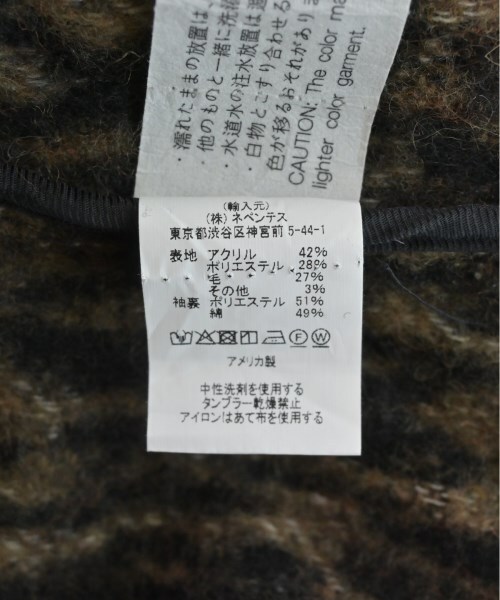 ・濡れたままの放置は、
・他のものと一緒に洗
・水道水の注水放置は
・白物とこすり合わせる
色が移るおそれがありま
CAUTION: The color ma
lighter color garment.
(輸入元)
(株) ネペンテス
東京都渋谷区神宮前 5-44-1
表地 アクリル 42%
ポリエステル 28%
毛 27%
その他 3%
袖裏 ポリエステル 51%
綿 49%
F W
アメリカ製
中性洗剤を使用する
タンブラー乾燥禁止
アイロンはあて布を使用する